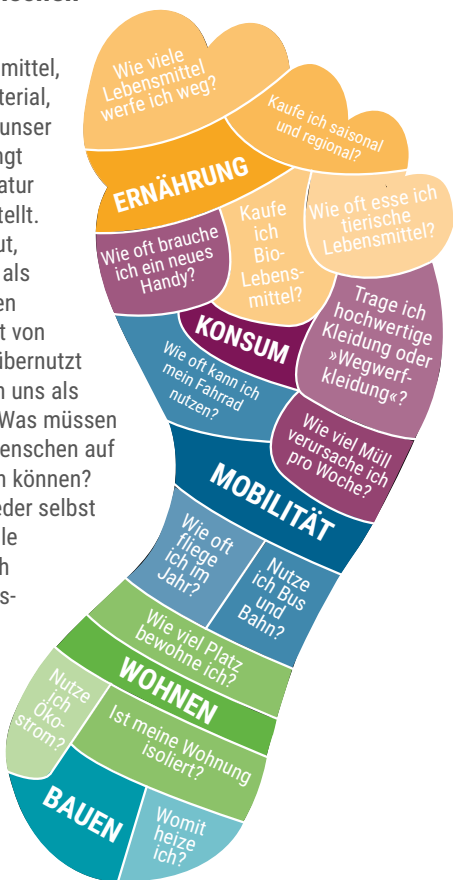 mittel,
terial,
unser
ngt
atur
tellt.
ut,
als
en
t von
übernutzt
n uns als
Was müssen
enschen auf
n können?
eder selbst
le
h
s-
Wie viele
Lebensmittel
werfe ich weg?
Kaufe ich saisonal
und regional?
ERNÄHRUNG
Wie oft brauche
ich ein neues
Handy?
Kaufe
ich
Bio-
Lebens-
mittel?
Wie oft esse ich
tierische
Lebensmittel?
KONSUM
Trage ich
hochwertige
Kleidung oder
»Wegwerf-
kleidung«?
Wie oft kann ich
mein Fahrrad
nutzen?
Wie viel Müll
verursache ich
pro Woche?
MOBILITÄT
Wie oft
fliege
ich im
Jahr?
Nutze
ich Bus
und
Bahn?
Wie viel Platz
bewohne ich?
WOHNEN
Nutze
ich
Öko-
strom?
Ist meine Wohnung
isoliert?
BAUEN
Womit
heize
ich?